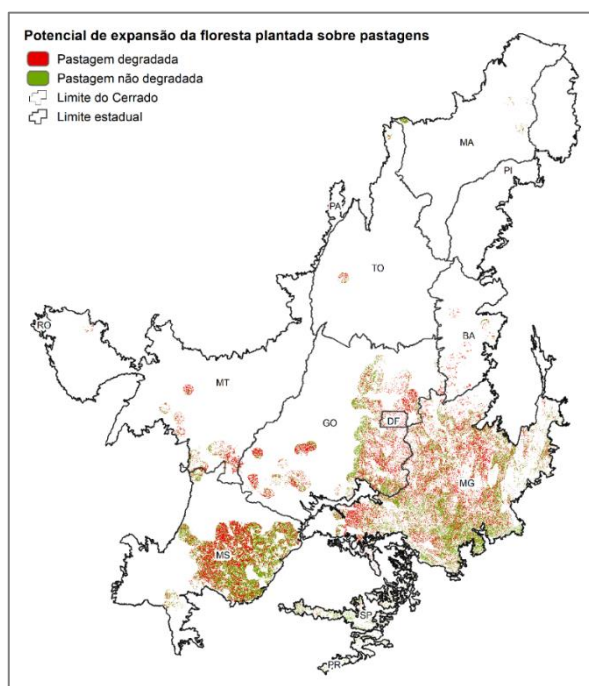 Potencial de expansão da floresta plantada sobre pastagens
Pastagem degradada
Pastagem não degradada
Limite do Cerrado
Limite estadual
MA
PI
PA
TO
RO
BA
MT
GO
DF
MG
MS
SP
PR